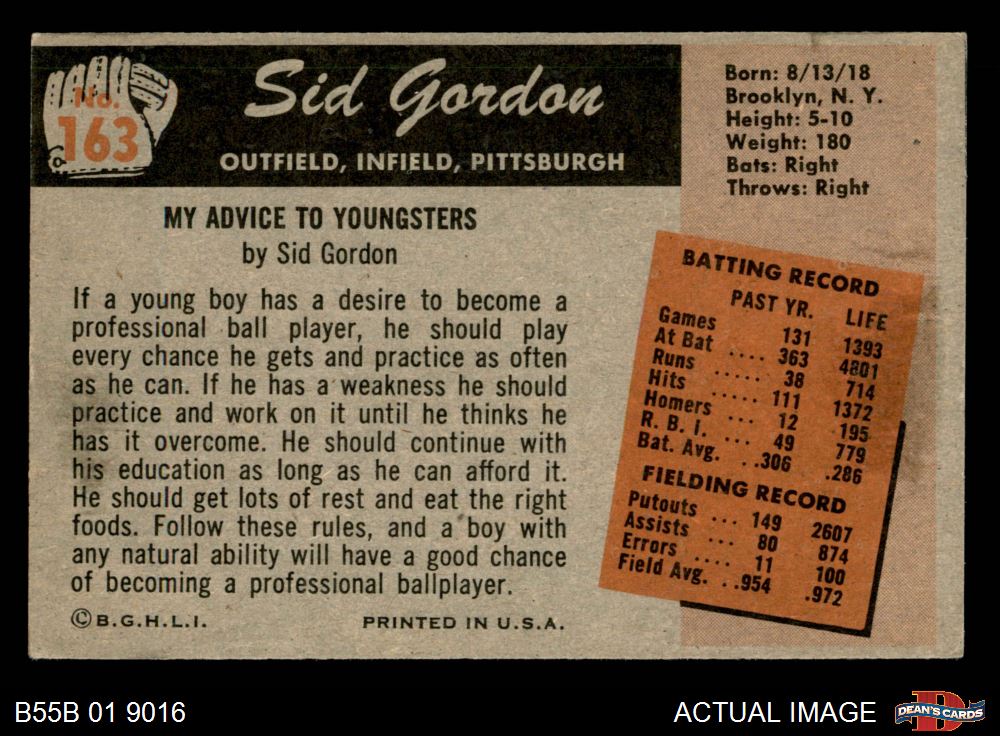 No.
163
Sid Gordon
OUTFIELD, INFIELD, PITTSBURGH
Born: 8/13/18
Brooklyn, N. Y.
Height: 5-10
Weight: 180
Bats: Right
Throws: Right
MY ADVICE TO YOUNGSTERS
by Sid Gordon
If a young boy has a desire to become a
professional ball player, he should play
every chance he gets and practice as often
as he can. If he has a weakness he should
practice and work on it until he thinks he
has it overcome. He should continue with
his education as long as he can afford it.
He should get lots of rest and eat the right
foods. Follow these rules, and a boy with
any natural ability will have a good chance
of becoming a professional ballplayer.
©B.G.H.L.I. PRINTED IN U.S.A.
BATTING RECORD
PAST YR. LIFE
Games 131 1393
At Bat .... 363 4801
Runs ..... 38 714
Hits ..... 111 1372
Homers ... 12 195
R. B. I. ... 49 779
Bat. Avg. . .306 .286
FIELDING RECORD
Putouts ... 149 2607
Assists ... 80 874
Errors .... 11 100
Field Avg. . .954 .972
B55B 01 9016
ACTUAL IMAGE
DEAN'S CARDS